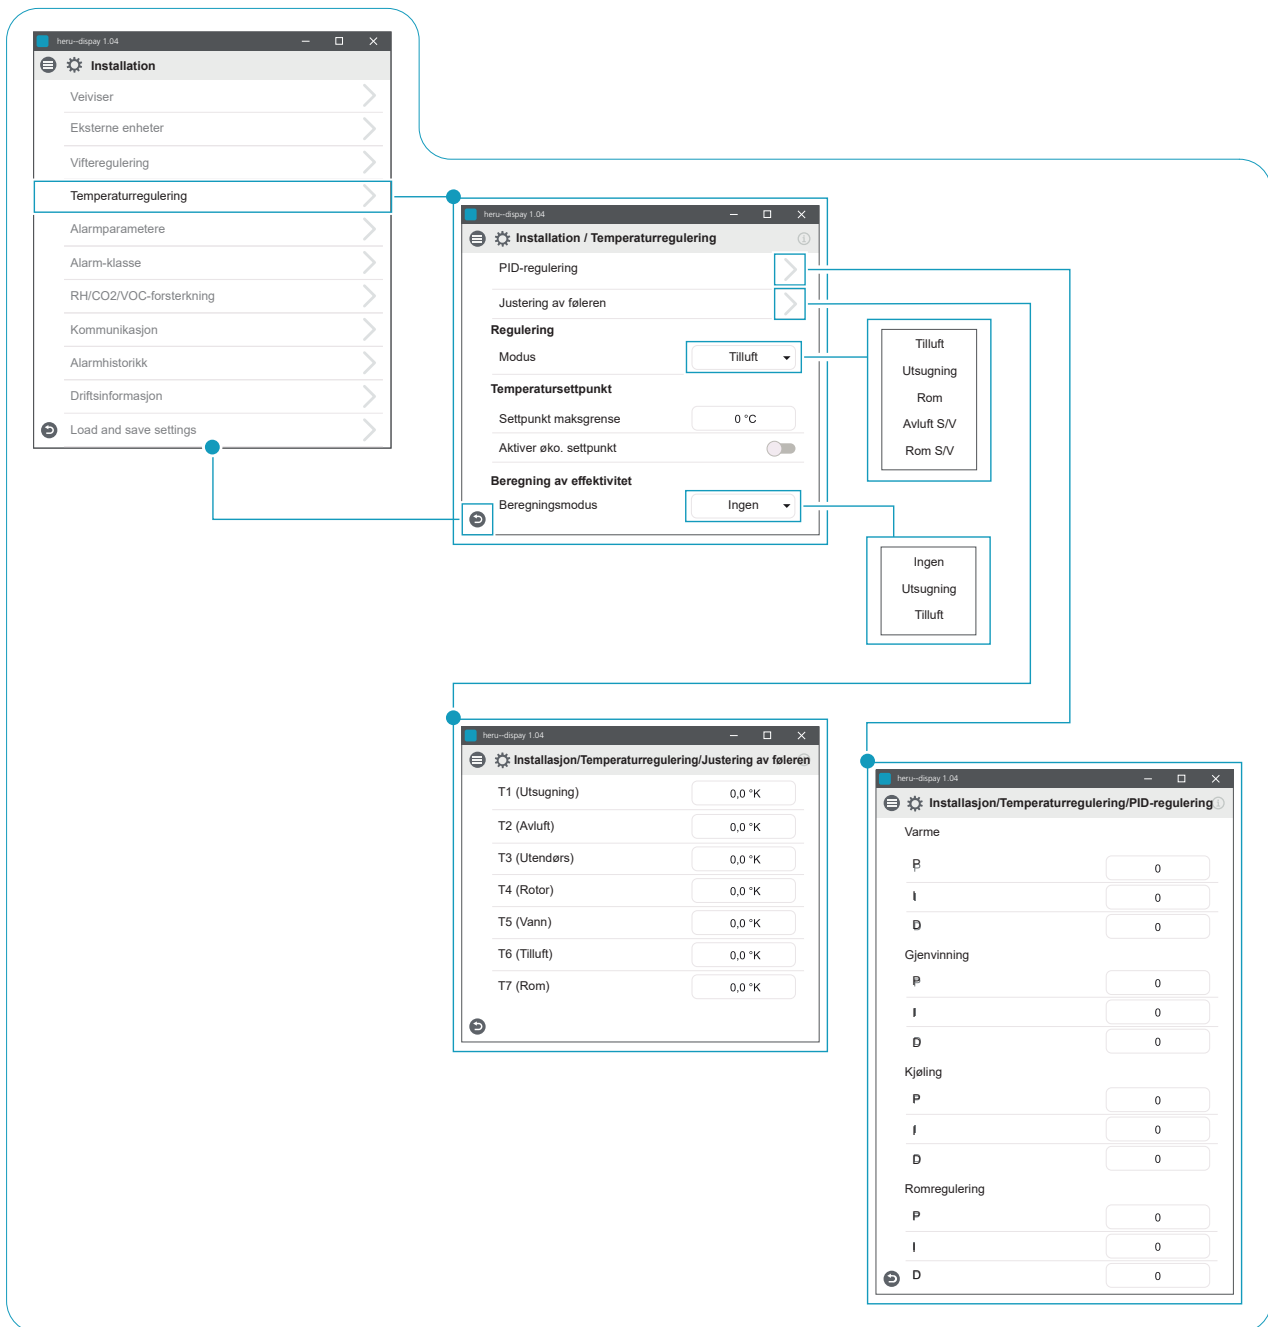 heru--dispay 1.04
Installation
Veiviser
Eksterne enheter
Vifteregulering
Temperaturregulering
Alarmparametere
Alarm-klasse
RH/CO2/VOC-forsterkning
Kommunikasjon
Alarmhistorikk
Driftsinformasjon
Load and save settings
heru--dispay 1.04
Installation / Temperaturregulering
PID-regulering
Justering av føleren
Regulering
Modus Tilluft
Temperatursettpunkt
Settpunkt maksgrense 0 °C
Aktiver øko. settpunkt
Beregning av effektivitet
Beregningsmodus Ingen
Tilluft
Utsugning
Rom
Avluft S/V
Rom S/V
Ingen
Utsugning
Tilluft
heru--dispay 1.04
Installasjon/Temperaturregulering/Justering av føleren
T1 (Utsugning) 0,0 °K
T2 (Avluft) 0,0 °K
T3 (Utendørs) 0,0 °K
T4 (Rotor) 0,0 °K
T5 (Vann) 0,0 °K
T6 (Tilluft) 0,0 °K
T7 (Rom) 0,0 °K
heru--dispay 1.04
Installasjon/Temperaturregulering/PID-regulering
Varme
P 0
I 0
D 0
Gjenvinning
P 0
I 0
D 0
Kjøling
P 0
I 0
D 0
Romregulering
P 0
I 0
D 0